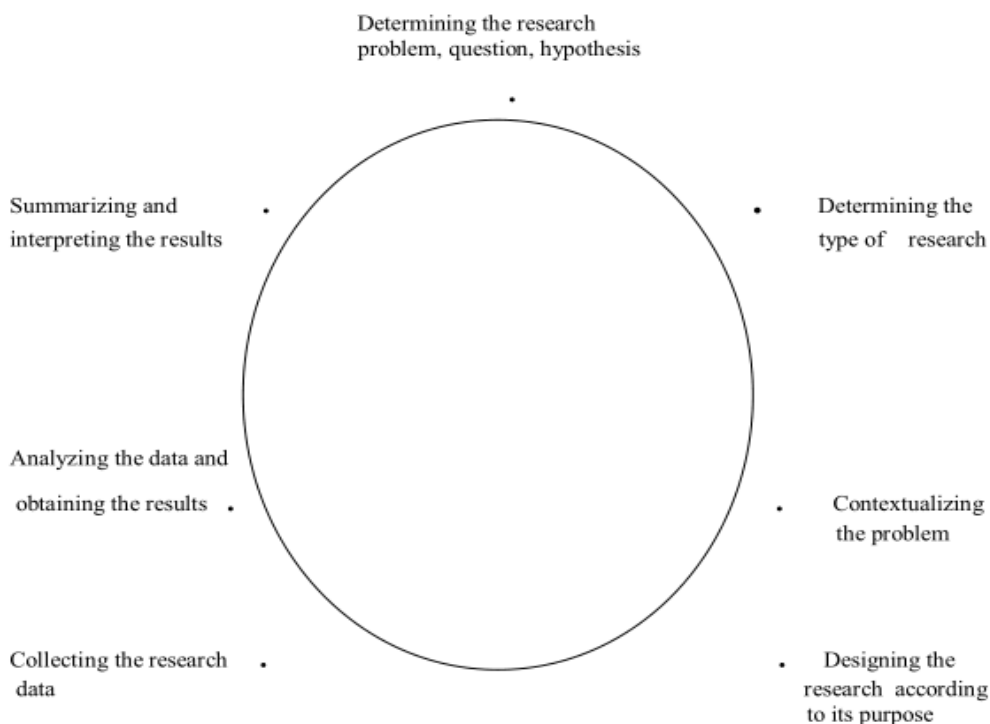 Determining the research
problem, question, hypothesis
Summarizing and
interpreting the results
Determining the
type of research
Analyzing the data and
obtaining the results
Contextualizing
the problem
Collecting the research
data
Designing the
research according
to its purpose